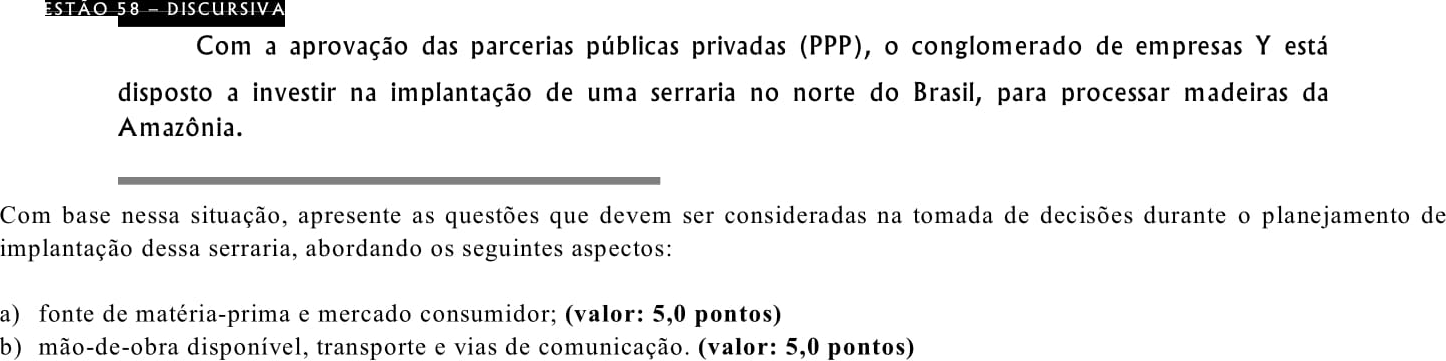 ESTÃO 58 – DISCURSIVA
Com a aprovação das parcerias públicas privadas (PPP), o conglomerado de empresas Y está
disposto a investir na implantação de uma serraria no norte do Brasil, para processar madeiras da
Amazônia.
Com base nessa situação, apresente as questões que devem ser consideradas na tomada de decisões durante o planejamento de
implantação dessa serraria, abordando os seguintes aspectos:
a) fonte de matéria-prima e mercado consumidor; (valor: 5,0 pontos)
b) mão-de-obra disponível, transporte e vias de comunicação. (valor: 5,0 pontos)